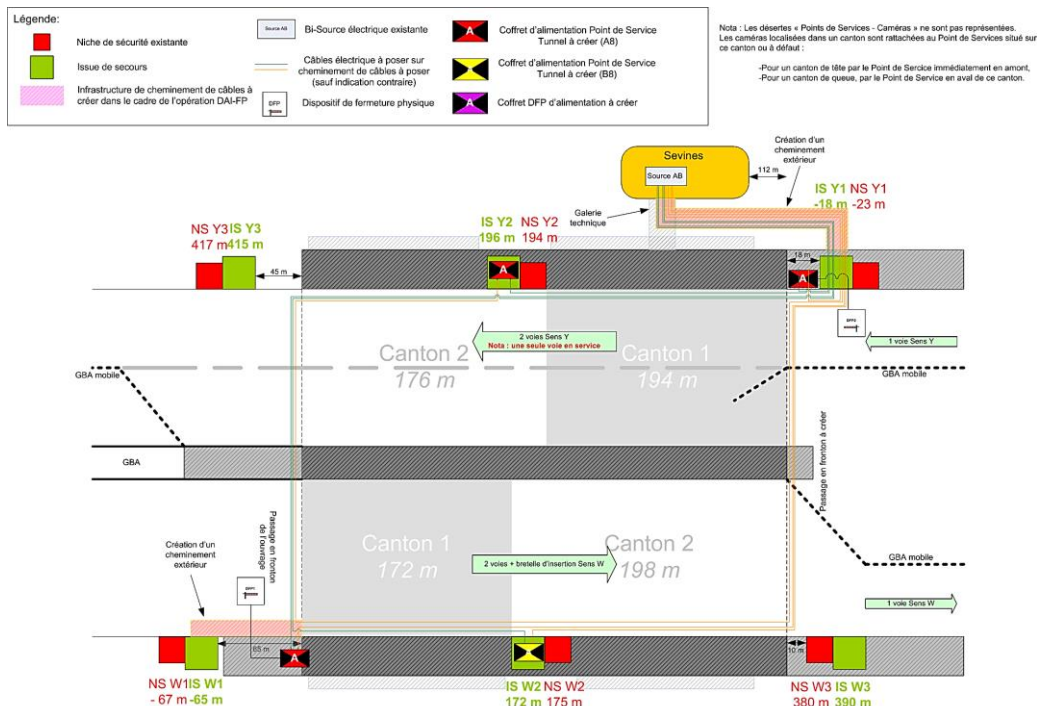 Légende:
Niche de sécurité existante
Issue de secours
Infrastructure de cheminement de câbles à
créer dans le cadre de l'opération DAI-FP
Source AB
Bi-Source électrique existante
Câbles électrique à poser sur
cheminement de câbles à poser
(sauf indication contraire)
DFP
Dispositif de fermeture physique
A
Coffret d'alimentation Point de Service
Tunnel à créer (A8)
B
Coffret d'alimentation Point de Service
Tunnel à créer (B8)
A
Coffret DFP d'alimentation à créer
Nota : Les désertes « Points de Services - Caméras » ne sont pas représentées.
Les caméras localisées dans un canton sont rattachées au Point de Services situé sur
ce canton ou à défaut :
-Pour un canton de tête par le Point de Sercice immédiatement en amont,
-Pour un canton de queue, par le Point de Service en aval de ce canton.
Sevines
Source AB
112 m
Création d'un
cheminement
extérieur
Galerie
technique
IS Y1
-18 m
NS Y1
-23 m
IS Y2
196 m
NS Y2
194 m
NS Y3
417 m
IS Y3
415 m
45 m
A
18 m
A
2 voies Sens Y
Nota : une seule voie en service
1 voie Sens Y
Canton 2
176 m
Canton 1
194 m
GBA mobile
GBA mobile
GBA
Passage en fronton à créer
Passage en fronton
de l'ouvrage
Canton 1
172 m
Canton 2
198 m
2 voies + bretelle d'insertion Sens W
GBA mobile
1 voie Sens W
Création d'un
cheminement
extérieur
65 m
A
B
10 m
NS W1
- 67 m
IS W1
-65 m
IS W2
172 m
NS W2
175 m
NS W3
380 m
IS W3
390 m